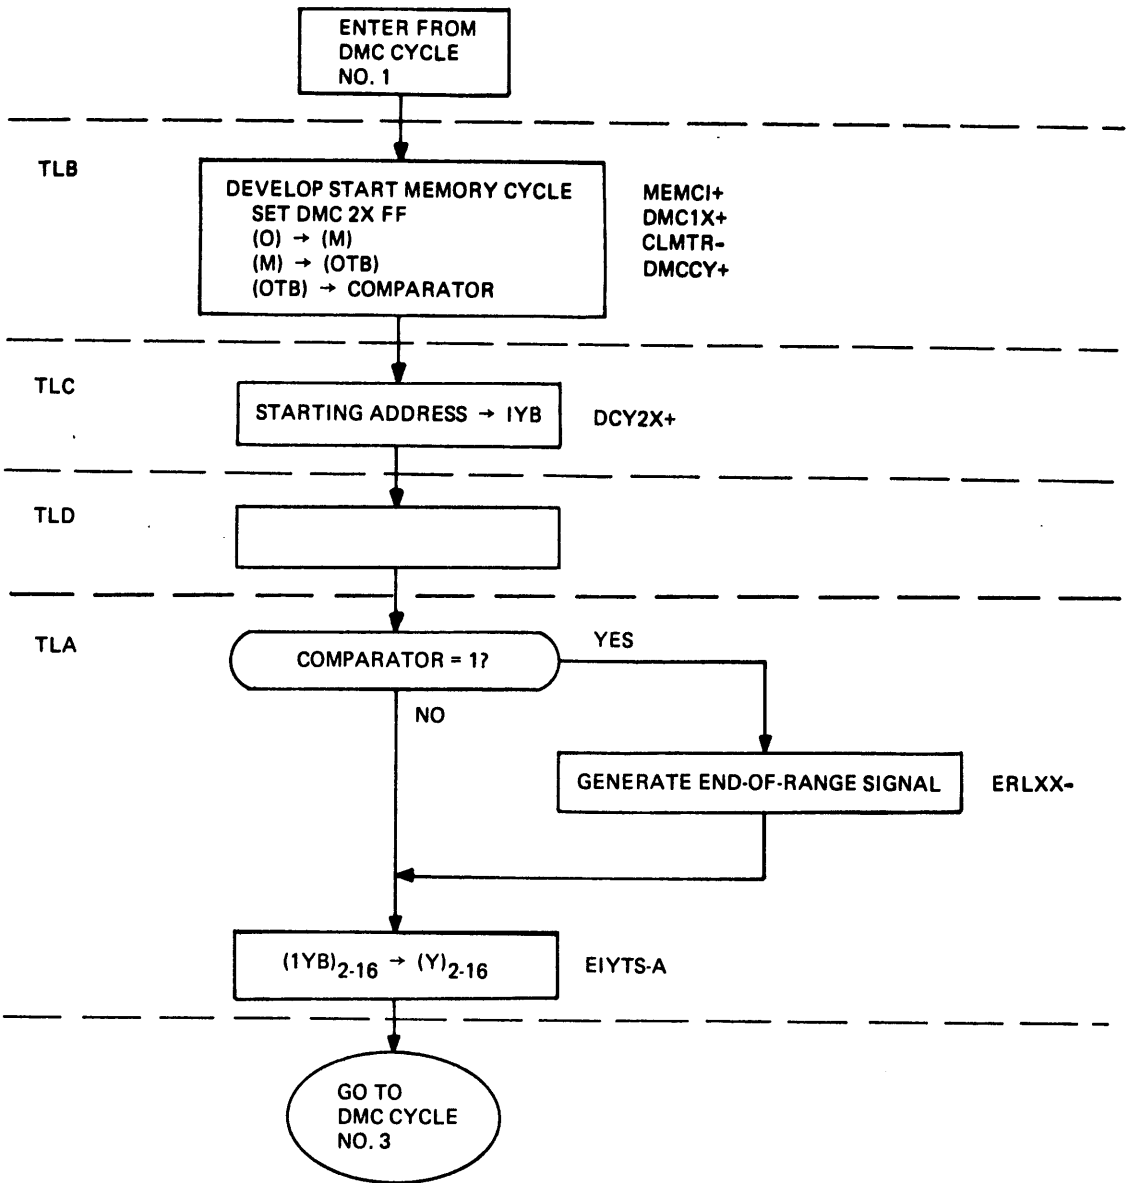 ENTER FROM
DMC CYCLE
NO. 1
TLB
DEVELOP START MEMORY CYCLE
SET DMC 2X FF
(O) → (M)
(M) → (OTB)
(OTB) → COMPARATOR
MEMCI+
DMC1X+
CLMTR-
DMCCY+
TLC
STARTING ADDRESS → IYB
DCY2X+
TLD
TLA
COMPARATOR = 1?
YES
NO
GENERATE END-OF-RANGE SIGNAL
ERLXX-
(1YB)2-16 → (Y)2-16
EIYTS-A
GO TO
DMC CYCLE
NO. 3